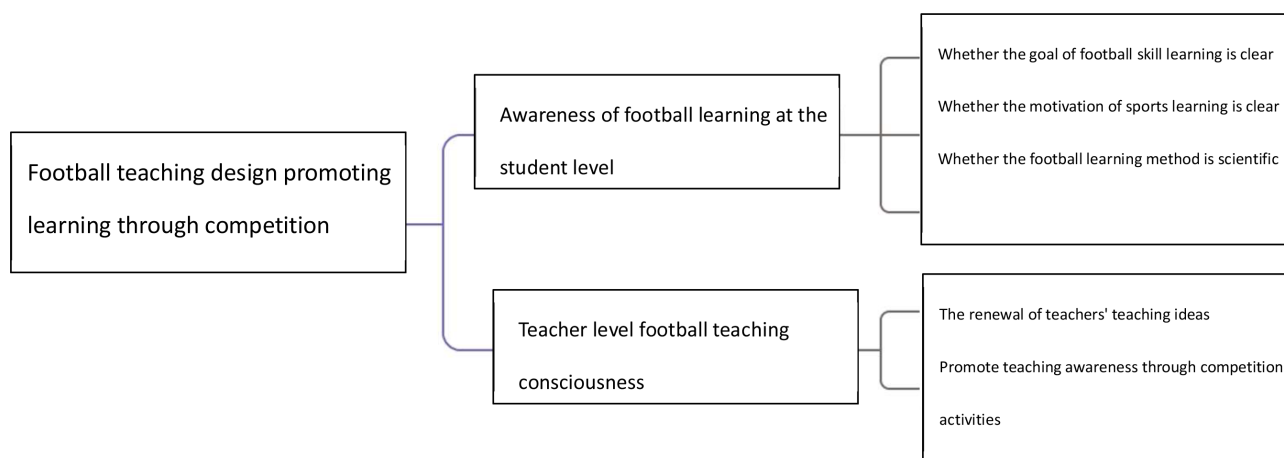 Football teaching design promoting
learning through competition
Awareness of football learning at the
student level
Whether the goal of football skill learning is clear
Whether the motivation of sports learning is clear
Whether the football learning method is scientific
Teacher level football teaching
consciousness
The renewal of teachers' teaching ideas
Promote teaching awareness through competition
activities